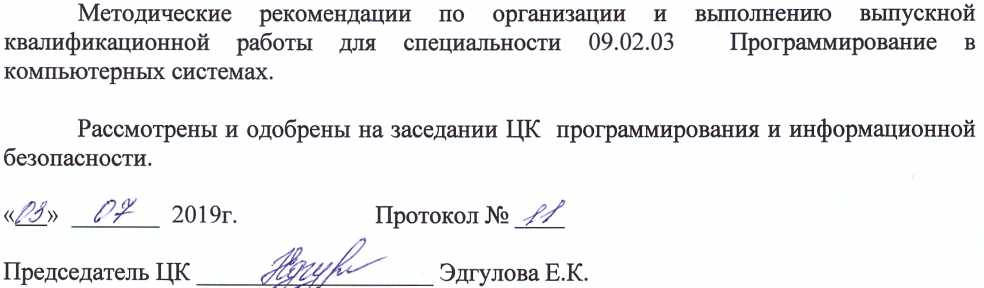 Методические рекомендации по организации и выполнению выпускной
квалификационной работы для специальности 09.02.03 Программирование в
компьютерных системах.
Рассмотрены и одобрены на заседании ЦК программирования и информационной
безопасности.
«03» 07 2019г. Протокол № 11
Председатель ЦК ____________ Эдгулова Е.К.